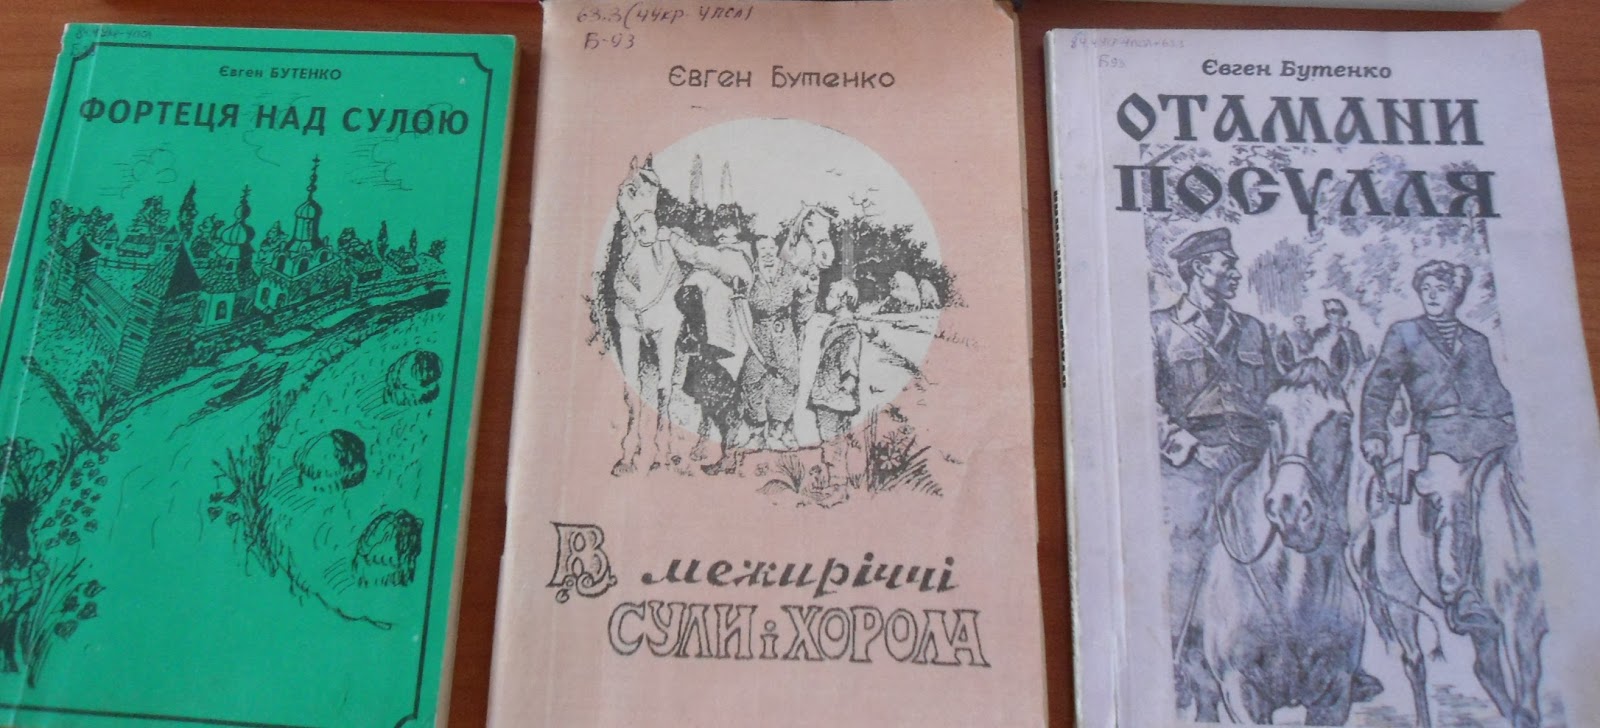 Євген БУТЕНКО
ФОРТЕЦЯ НАД СУЛОЮ
63.3(4УКР-4ПОЛ)
Б-93
Євген Бутенко
В межиріччі
СУЛИ і ХОРОЛА
Б93
Євген Бутенко
ОТАМАНИ
ПОСУЛЛЯ